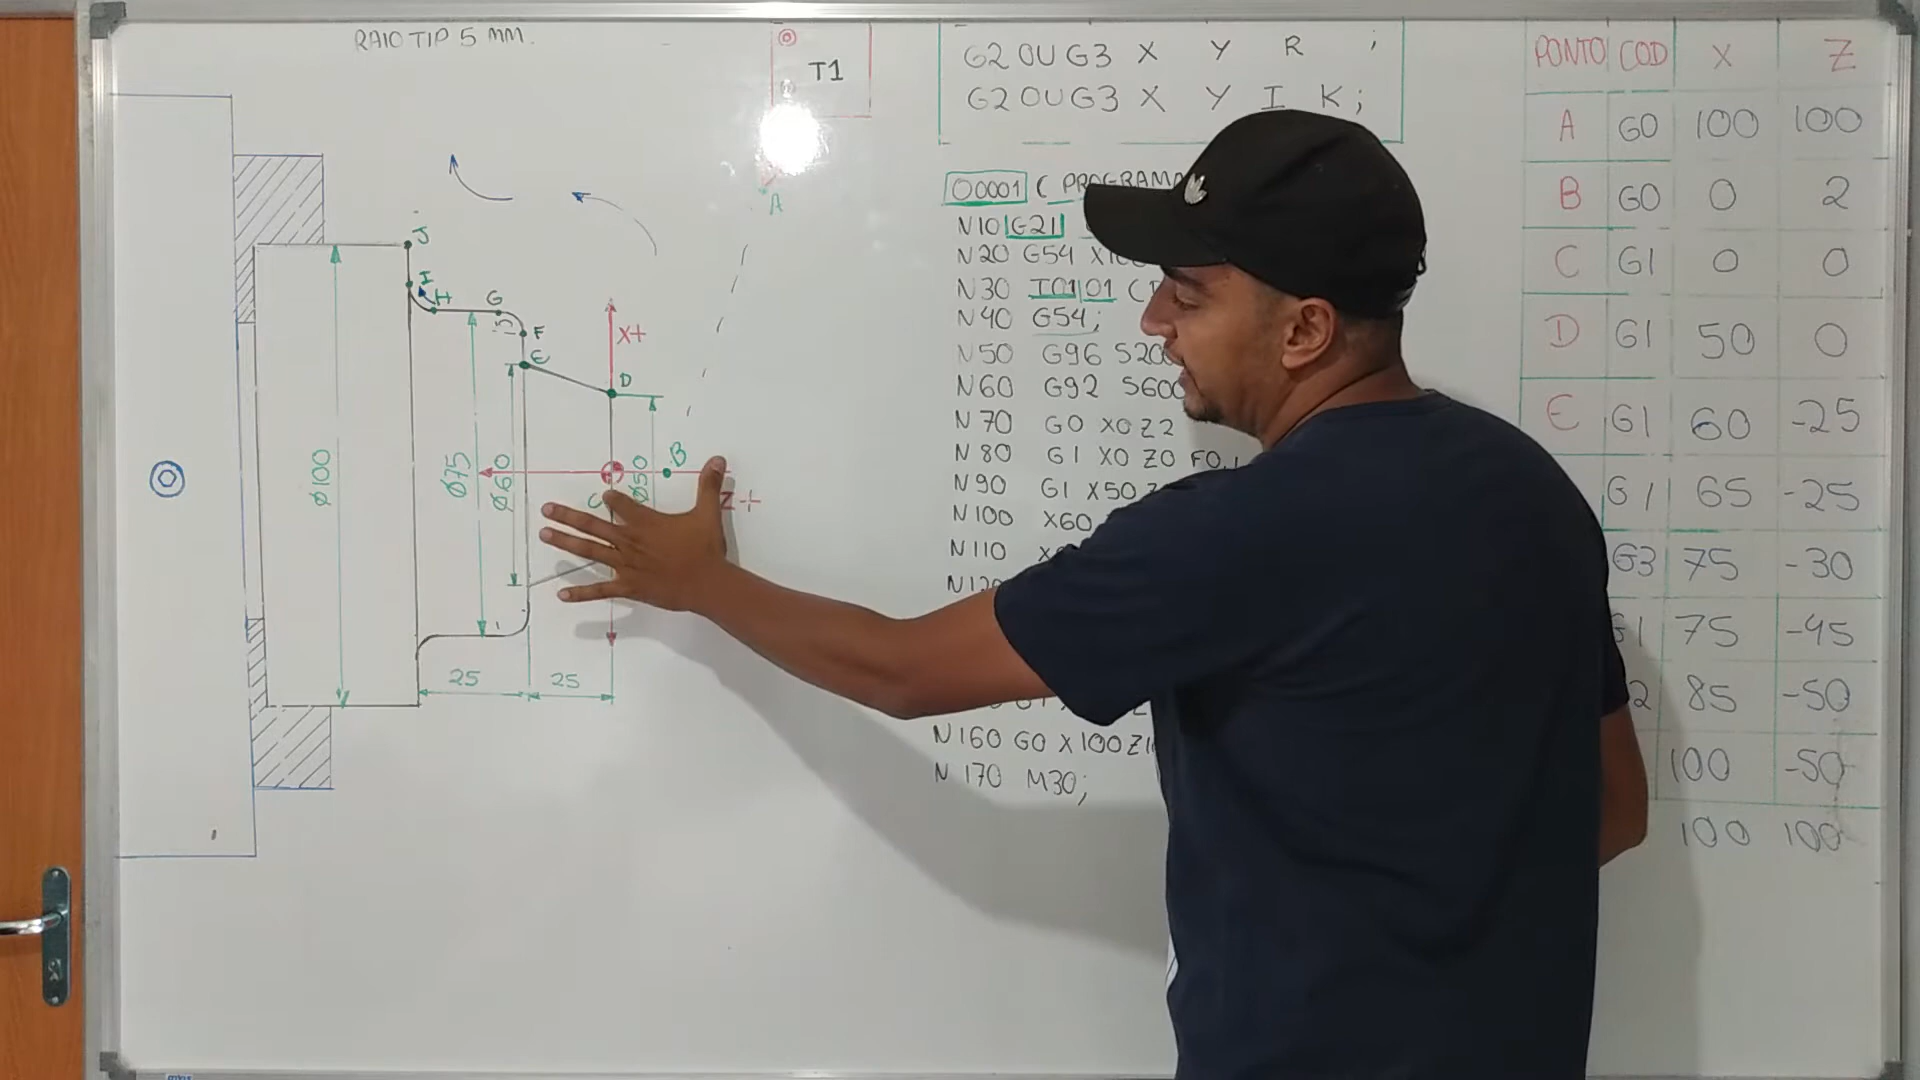 RAIO TIP 5 MM.
T1
A
J
I
H
G
F
E
X+
D
B
C
Z+
Ø100
Ø75
Ø60
Ø50
25
25
G2 OU G3 X Y R ;
G2 OU G3 X Y I K;
O0001 ( PROGRAMA
N10 G21
N20 G54
N30 T0101
N40 G54;
N50 G96
N60 G92
N70 G0 X0 Z2
N80 G1 X0 Z0
N90 G1 X50
N100 X60
N110
N160 G0 X100
N170 M30;
PONTO COD X Z
A G0 100 100
B G0 0 2
C G1 0 0
D G1 50 0
E G1 60 -25
G1 65 -25
G3 75 -30
75 -45
85 -50
100 -50
100 100